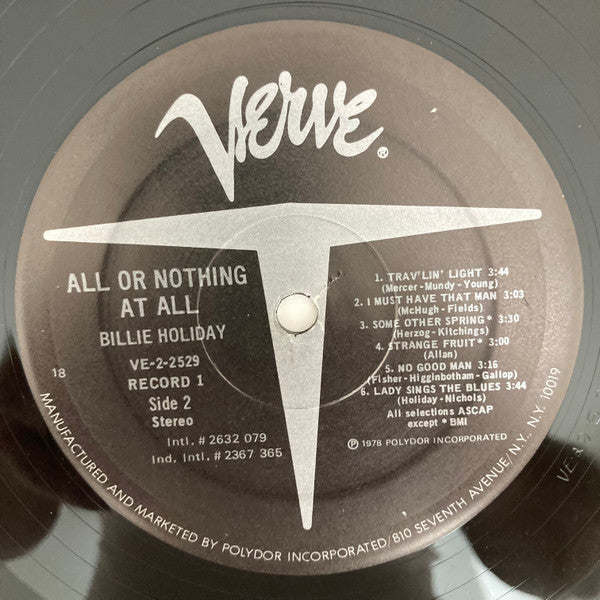 Verve®
ALL OR NOTHING
AT ALL
BILLIE HOLIDAY
VE-2-2529
RECORD 1
Side 2
Stereo
18
Intl. # 2632 079
Ind. Intl. # 2367 365
1. TRAV'LIN' LIGHT 3:44
(Mercer-Mundy-Young)
2. I MUST HAVE THAT MAN 3:03
(McHugh-Fields)
3. SOME OTHER SPRING* 3:30
(Herzog-Kitchings)
4. STRANGE FRUIT* 3:00
(Allan)
5. NO GOOD MAN 3:16
(Fisher-Higginbotham-Gallop)
6. LADY SINGS THE BLUES 3:44
(Holiday-Nichols)
All selections ASCAP
except * BMI
℗ 1978 POLYDOR INCORPORATED
MANUFACTURED AND MARKETED BY POLYDOR INCORPORATED/810 SEVENTH AVENUE/N.Y., N.Y. 10019